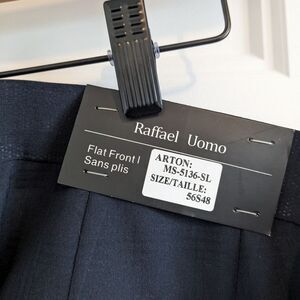 Raffael Uomo
Flat Front |
Sans plis
ARTON:
MS-5136-SL
SIZE/TAILLE:
56S48